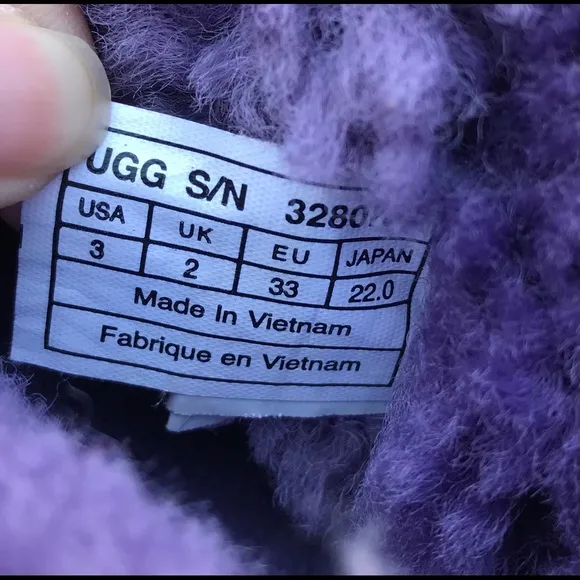 UGG S/N
USA UK EU JAPAN
3 2 33 22.0
Made In Vietnam
Fabrique en Vietnam